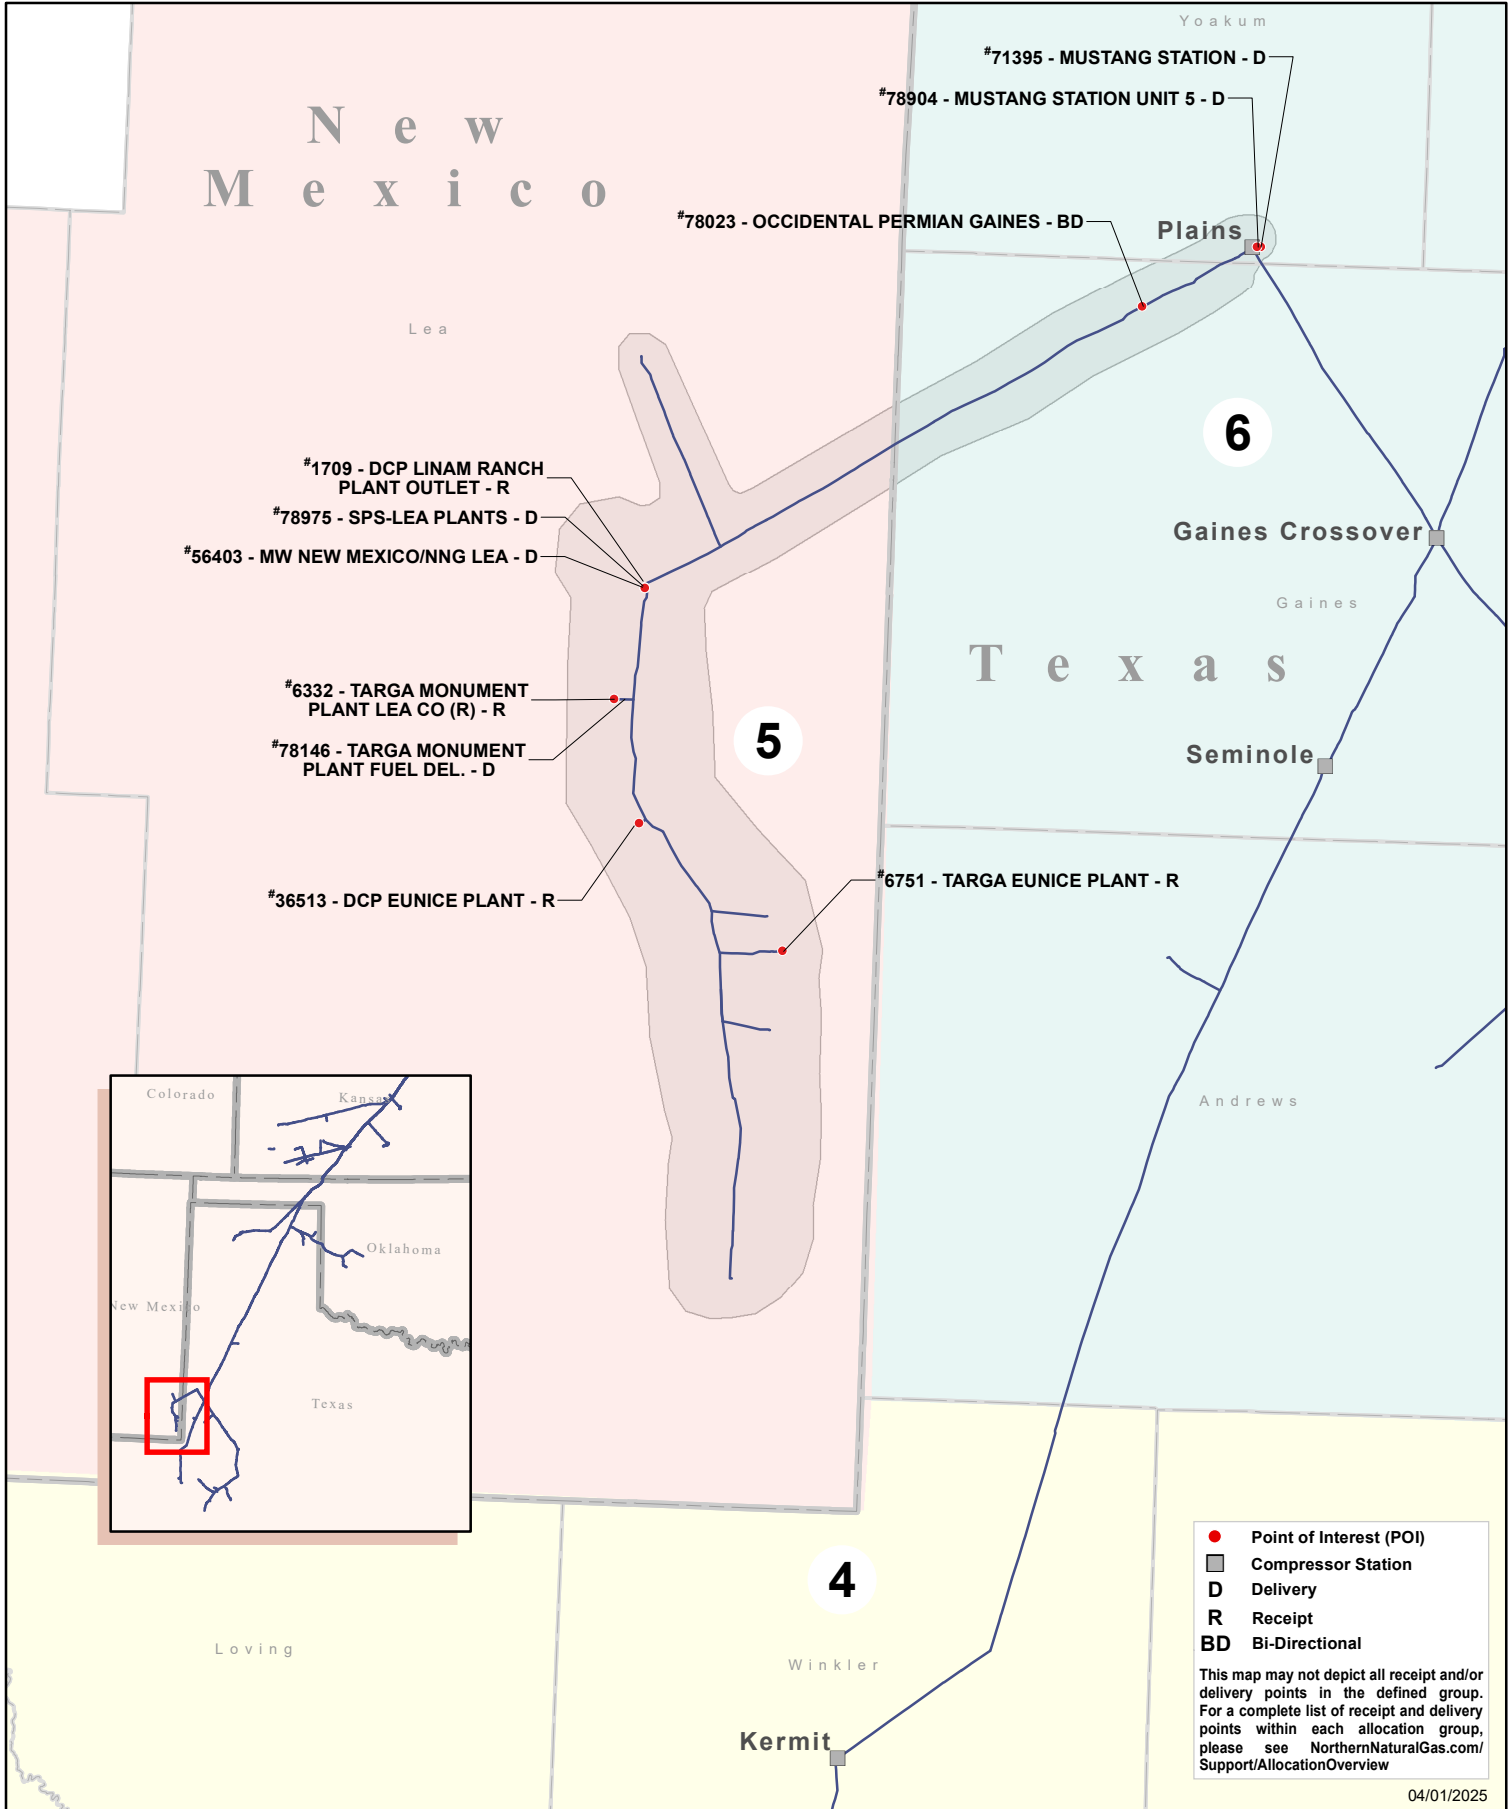 Yoakum
#71395 - MUSTANG STATION - D
#78904 - MUSTANG STATION UNIT 5 - D
New
Mexico
#78023 - OCCIDENTAL PERMIAN GAINES - BD
Plains
Lea
6
#1709 - DCP LINAM RANCH
PLANT OUTLET - R
#78975 - SPS-LEA PLANTS - D
#56403 - MW NEW MEXICO/NNG LEA - D
Gaines Crossover
Gaines
Texas
#6332 - TARGA MONUMENT
PLANT LEA CO (R) - R
#78146 - TARGA MONUMENT
PLANT FUEL DEL. - D
5
Seminole
#36513 - DCP EUNICE PLANT - R
#6751 - TARGA EUNICE PLANT - R
Andrews
Colorado
Kansas
Oklahoma
New Mexico
Texas
4
Loving
Winkler
Kermit
Point of Interest (POI)
Compressor Station
D Delivery
R Receipt
BD Bi-Directional
This map may not depict all receipt and/or
delivery points in the defined group.
For a complete list of receipt and delivery
points within each allocation group,
please see NorthernNaturalGas.com/
Support/AllocationOverview
04/01/2025